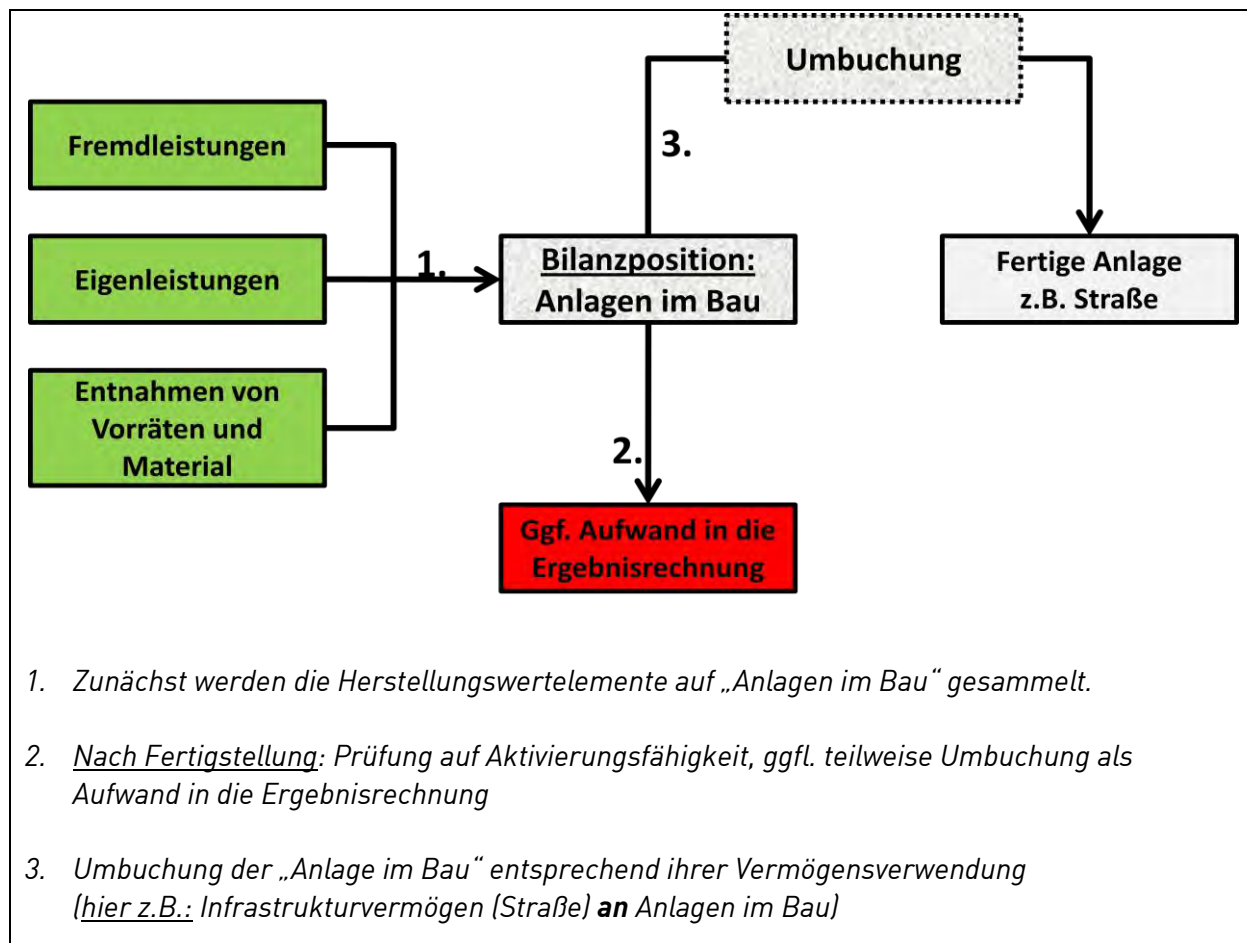 Umbuchung
Fremdleistungen
3.
Eigenleistungen
1.
Bilanzposition:
Anlagen im Bau
Fertige Anlage
z.B. Straße
Entnahmen von
Vorräten und
Material
2.
Ggf. Aufwand in die
Ergebnisrechnung
1. Zunächst werden die Herstellungswertelemente auf „Anlagen im Bau“ gesammelt.
2. Nach Fertigstellung: Prüfung auf Aktivierungsfähigkeit, ggfl. teilweise Umbuchung als
Aufwand in die Ergebnisrechnung
3. Umbuchung der „Anlage im Bau“ entsprechend ihrer Vermögensverwendung
(hier z.B.: Infrastrukturvermögen (Straße) an Anlagen im Bau)